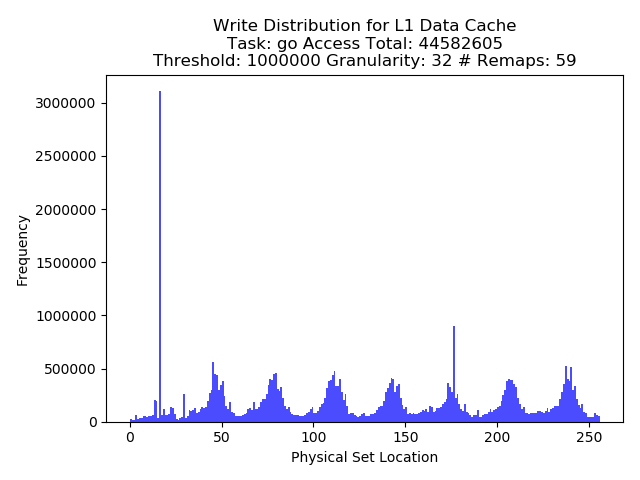 Write Distribution for L1 Data Cache
Task: go Access Total: 44582605
Threshold: 1000000 Granularity: 32 # Remaps: 59
3000000
2500000
2000000
1500000
1000000
500000
0
Frequency
0 50 100 150 200 250
Physical Set Location